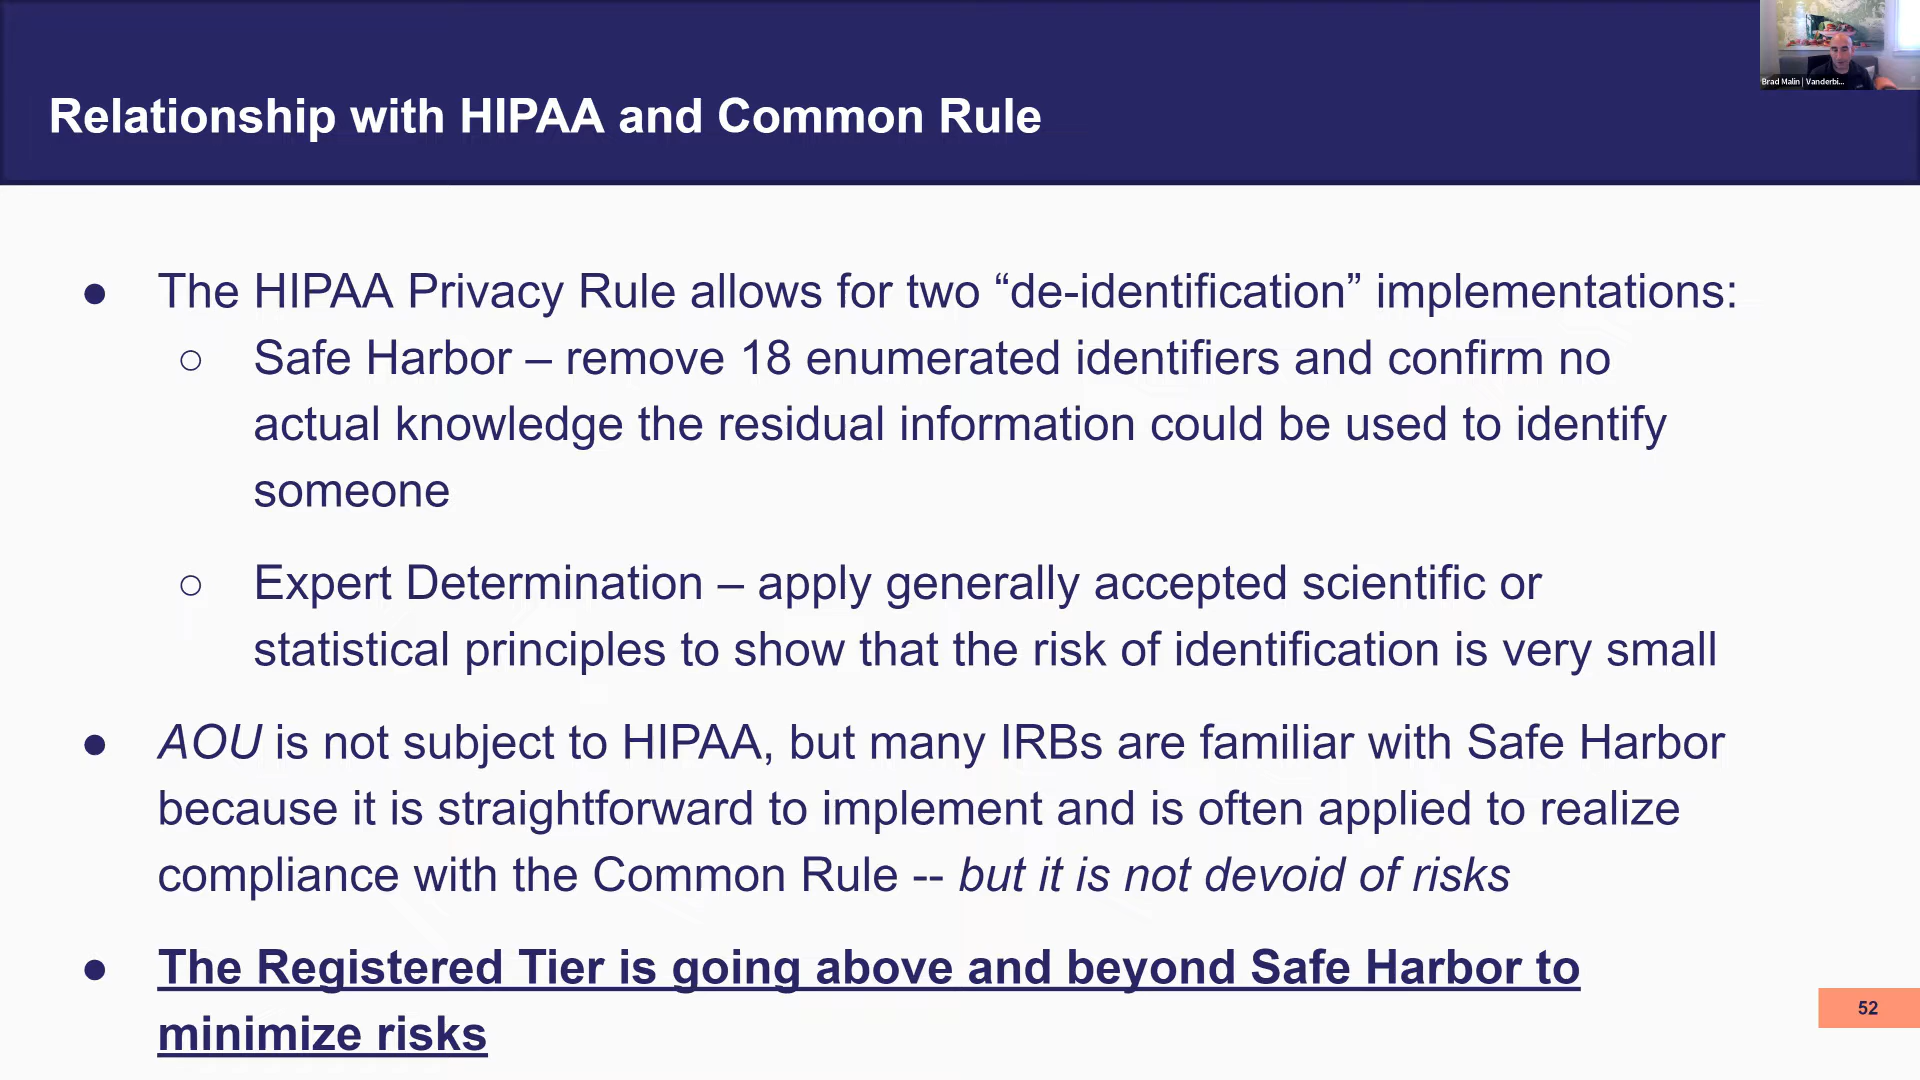 Brad Malin | Vanderbi...
Relationship with HIPAA and Common Rule
● The HIPAA Privacy Rule allows for two “de-identification” implementations:
○ Safe Harbor – remove 18 enumerated identifiers and confirm no
actual knowledge the residual information could be used to identify
someone
○ Expert Determination – apply generally accepted scientific or
statistical principles to show that the risk of identification is very small
● AOU is not subject to HIPAA, but many IRBs are familiar with Safe Harbor
because it is straightforward to implement and is often applied to realize
compliance with the Common Rule -- but it is not devoid of risks
● The Registered Tier is going above and beyond Safe Harbor to
minimize risks
52